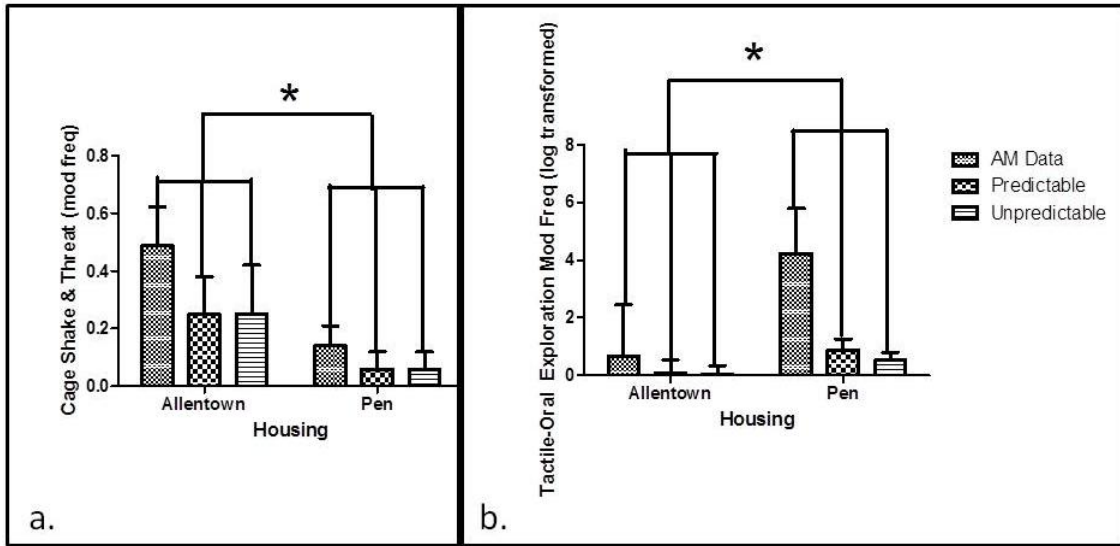 *
Cage Shake & Threat (mod freq)
0.8
0.6
0.4
0.2
0.0
Allentown Pen
Housing
a.
*
Tactile-Oral Exploration Mod Freq (log transformed)
8
6
4
2
0
Allentown Pen
Housing
AM Data
Predictable
Unpredictable
b.